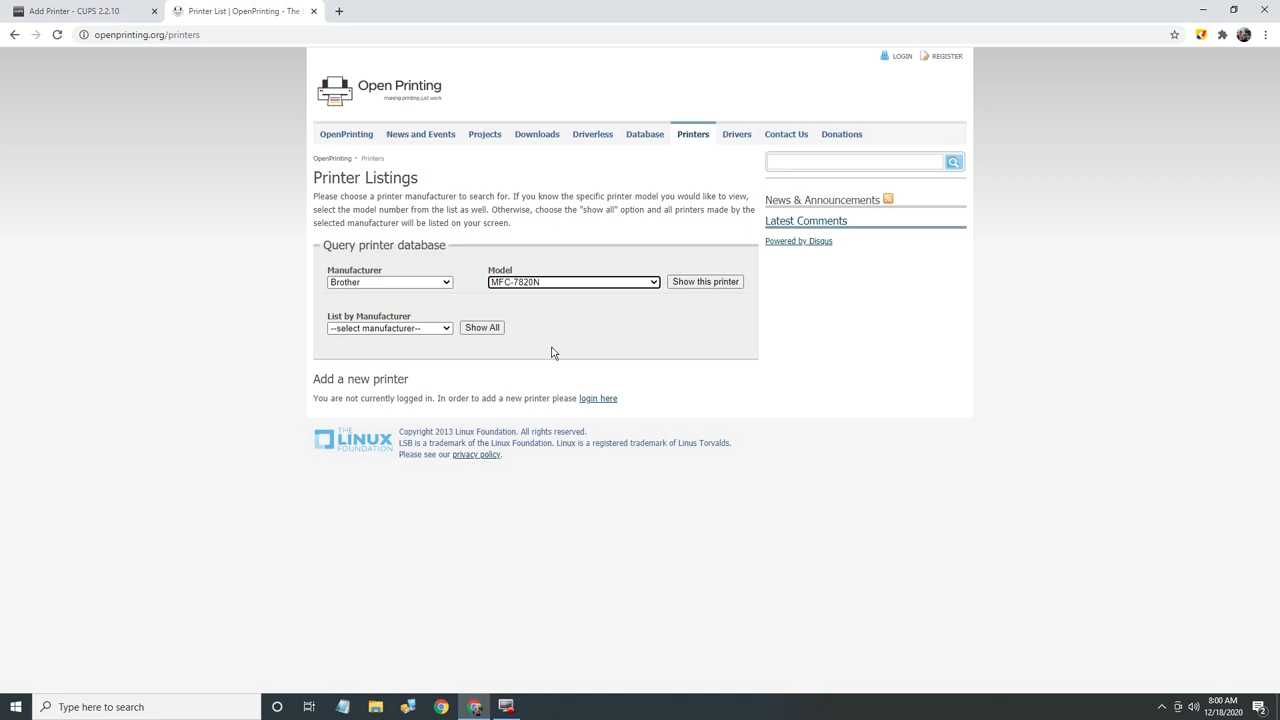 Add Printer - CUPS 2.2.10
Printer List | OpenPrinting - The
openprinting.org/printers
LOGIN
REGISTER
Open Printing
making printing just work
OpenPrinting
News and Events
Projects
Downloads
Driverless
Database
Printers
Drivers
Contact Us
Donations
OpenPrinting · Printers
Printer Listings
Please choose a printer manufacturer to search for. If you know the specific printer model you would like to view,
select the model number from the list as well. Otherwise, choose the "show all" option and all printers made by the
selected manufacturer will be listed on your screen.
Query printer database
Manufacturer
Model
Brother
MFC-7820N
Show this printer
List by Manufacturer
--select manufacturer--
Show All
Add a new printer
You are not currently logged in. In order to add a new printer please login here
News & Announcements
Latest Comments
Powered by Disqus
THE
LINUX
FOUNDATION
Copyright 2013 Linux Foundation. All rights reserved.
LSB is a trademark of the Linux Foundation. Linux is a registered trademark of Linus Torvalds.
Please see our privacy policy.
Type here to search
8:00 AM
12/18/2020
2